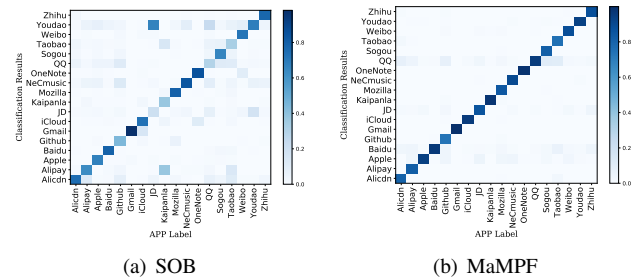 Zhihu
Youdao
Weibo
Taobao
Sogou
QQ
OneNote
NeCmusic
Mozilla
Kaipanla
JD
iCloud
Gmail
Github
Baidu
Apple
Alipay
Alicdn
Classification Results
Alicdn Alipay Apple Baidu Github Gmail iCloud JD Kaipanla Mozilla NeCmusic OneNote QQ Sogou Taobao Weibo Youdao Zhihu
APP Label
0.8
0.6
0.4
0.2
0.0
(a) SOB
Zhihu
Youdao
Weibo
Taobao
Sogou
QQ
OneNote
NeCmusic
Mozilla
Kaipanla
JD
iCloud
Gmail
Github
Baidu
Apple
Alipay
Alicdn
Classification Results
Alicdn Alipay Apple Baidu Github Gmail iCloud JD Kaipanla Mozilla NeCmusic OneNote QQ Sogou Taobao Weibo Youdao Zhihu
APP Label
0.8
0.6
0.4
0.2
0.0
(b) MaMPF